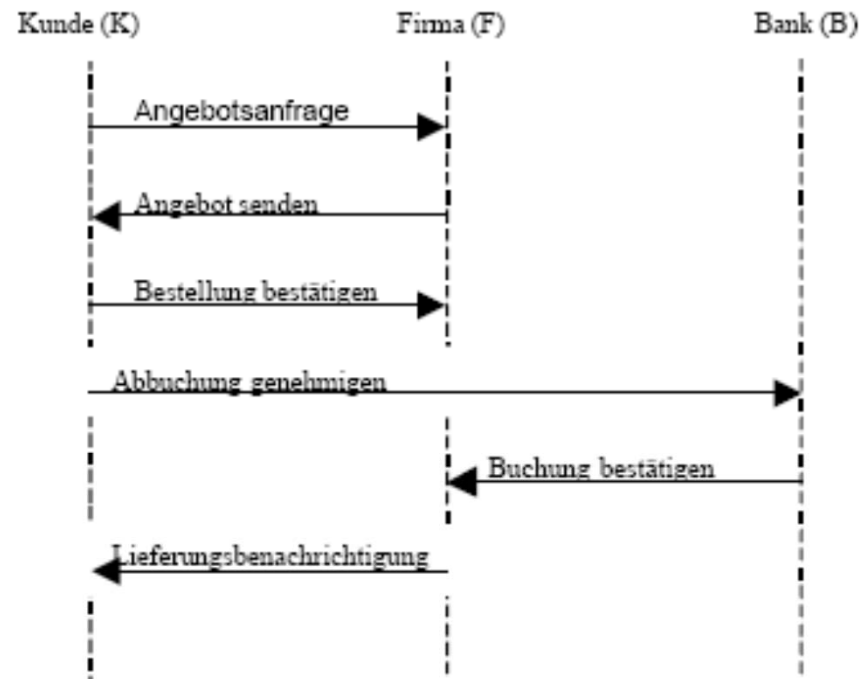 Kunde (K)
Firma (F)
Bank (B)
Angebotsanfrage
Angebot senden
Bestellung bestätigen
Abbuchung genehmigen
Buchung bestätigen
Lieferungsbenachrichtigung